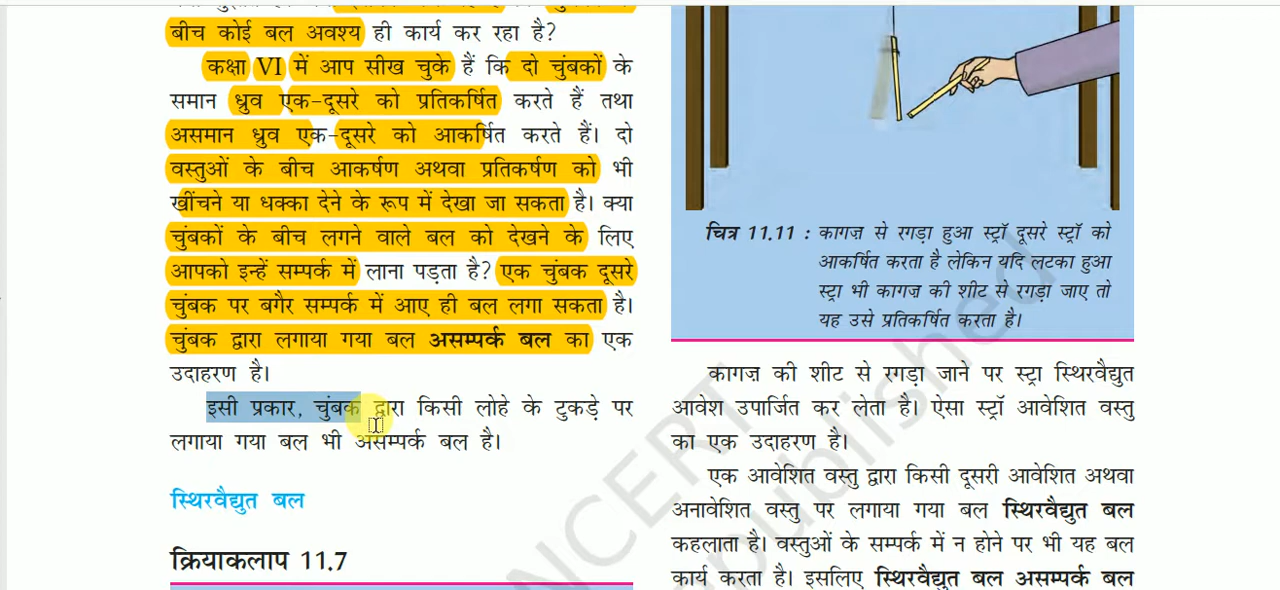 बीच कोई बल अवश्य ही कार्य कर रहा है?
कक्षा VI में आप सीख चुके हैं कि दो चुंबकों के
समान ध्रुव एक-दूसरे को प्रतिकर्षित करते हैं तथा
असमान ध्रुव एक-दूसरे को आकर्षित करते हैं। दो
वस्तुओं के बीच आकर्षण अथवा प्रतिकर्षण को भी
खींचने या धक्का देने के रूप में देखा जा सकता है। क्या
चुंबकों के बीच लगने वाले बल को देखने के लिए
आपको इन्हें सम्पर्क में लाना पड़ता है? एक चुंबक दूसरे
चुंबक पर बगैर सम्पर्क में आए ही बल लगा सकता है।
चुंबक द्वारा लगाया गया बल असम्पर्क बल का एक
उदाहरण है।
इसी प्रकार, चुंबक द्वारा किसी लोहे के टुकड़े पर
लगाया गया बल भी असम्पर्क बल है।
स्थिरवैद्युत बल
क्रियाकलाप 11.7
चित्र 11.11 : कागज़ से रगड़ा हुआ स्ट्रॉ दूसरे स्ट्रॉ को
आकर्षित करता है लेकिन यदि लटका हुआ
स्ट्रा भी कागज़ की शीट से रगड़ा जाए तो
यह उसे प्रतिकर्षित करता है।
कागज़ की शीट से रगड़ा जाने पर स्ट्रा स्थिरवैद्युत
आवेश उपार्जित कर लेता है। ऐसा स्ट्रॉ आवेशित वस्तु
का एक उदाहरण है।
एक आवेशित वस्तु द्वारा किसी दूसरी आवेशित अथवा
अनावेशित वस्तु पर लगाया गया बल स्थिरवैद्युत बल
कहलाता है। वस्तुओं के सम्पर्क में न होने पर भी यह बल
कार्य करता है। इसलिए स्थिरवैद्युत बल असम्पर्क बल
NCERT
published